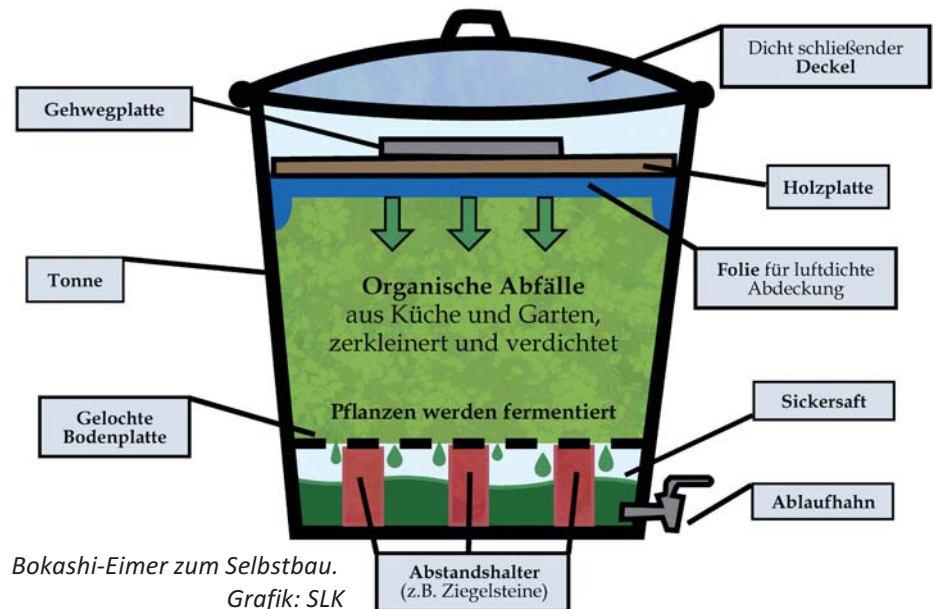 Dicht schließender
Deckel
Gehwegplatte
Holzplatte
Tonne
Folie für luftdichte
Abdeckung
Organische Abfälle
aus Küche und Garten,
zerkleinert und verdichtet
Pflanzen werden fermentiert
Gelochte
Bodenplatte
Sickersaft
Ablaufhahn
Abstandshalter
(z.B. Ziegelsteine)
Bokashi-Eimer zum Selbstbau.
Grafik: SLK